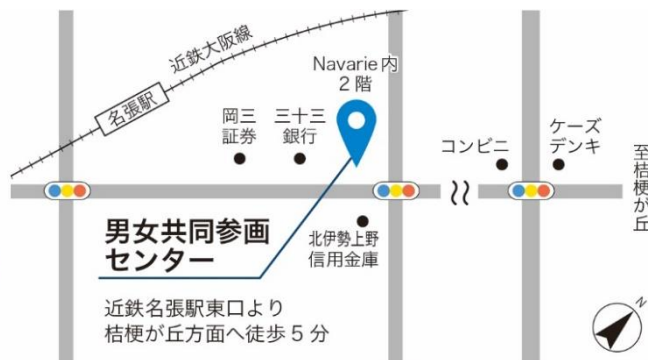 近鉄大阪線
名張駅
Navarie内
2階
岡三
証券
三十三
銀行
コンビニ
ケーズ
デンキ
至桔梗が丘
男女共同参画
センター
北伊勢上野
信用金庫
近鉄名張駅東口より
桔梗が丘方面へ徒歩5分
N